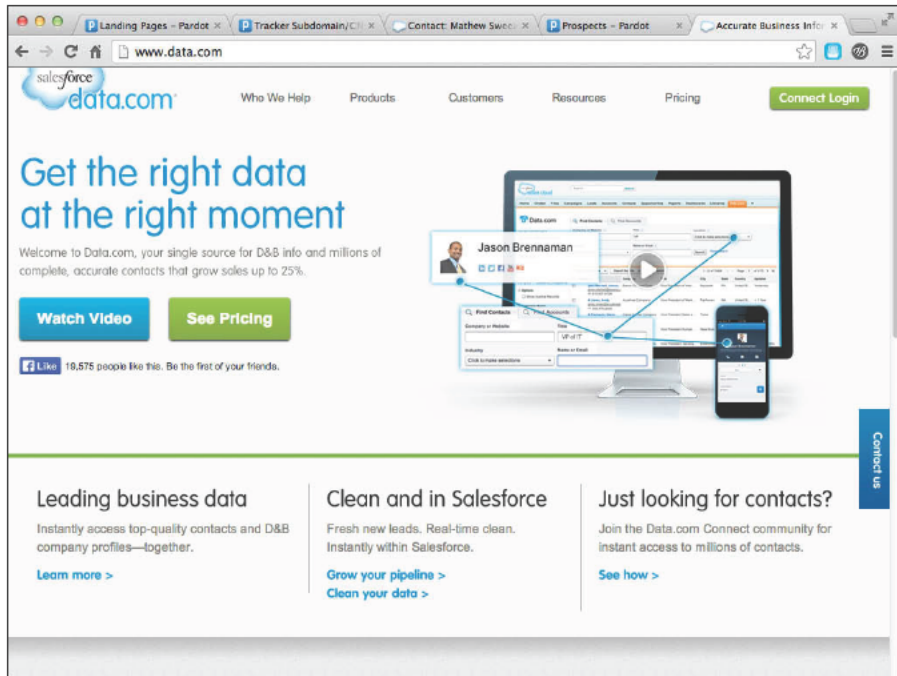 Landing Pages – Pardot
Tracker Subdomain/C
Contact: Mathew Swee
Prospects – Pardot
Accurate Business Infor
www.data.com
salesforce
data.com
Who We Help
Products
Customers
Resources
Pricing
Connect Login
Get the right data
at the right moment
Welcome to Data.com, your single source for D&B info and millions of
complete, accurate contacts that grow sales up to 25%.
Watch Video
See Pricing
Like 19,575 people like this. Be the first of your friends.
Data.com
Find Contacts
Find Accounts
Jason Brennaman
Find Contacts
Find Accounts
Company or Website
Title
VP of IT
Industry
Name or Email
Click to make selections
Contact us
Leading business data
Instantly access top-quality contacts and D&B
company profiles—together.
Learn more >
Clean and in Salesforce
Fresh new leads. Real-time clean.
Instantly within Salesforce.
Grow your pipeline >
Clean your data >
Just looking for contacts?
Join the Data.com Connect community for
instant access to millions of contacts.
See how >